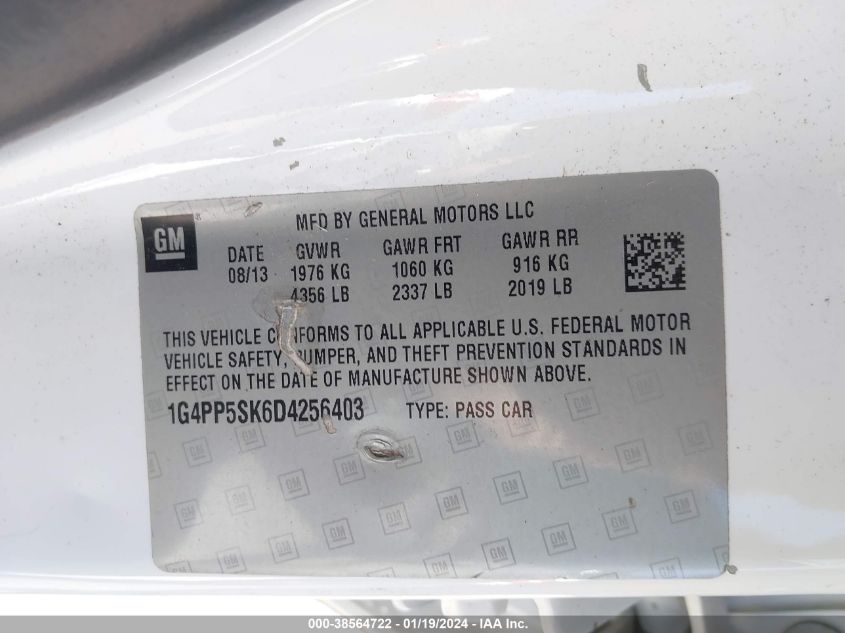 GM
MFD BY GENERAL MOTORS LLC
DATE GVWR GAWR FRT GAWR RR
08/13 1976 KG 1060 KG 916 KG
4356 LB 2337 LB 2019 LB
THIS VEHICLE CONFORMS TO ALL APPLICABLE U.S. FEDERAL MOTOR
VEHICLE SAFETY, BUMPER, AND THEFT PREVENTION STANDARDS IN
EFFECT ON THE DATE OF MANUFACTURE SHOWN ABOVE.
1G4PP5SK6D4256403 TYPE: PASS CAR
000-38564722 - 01/19/2024 - IAA Inc.